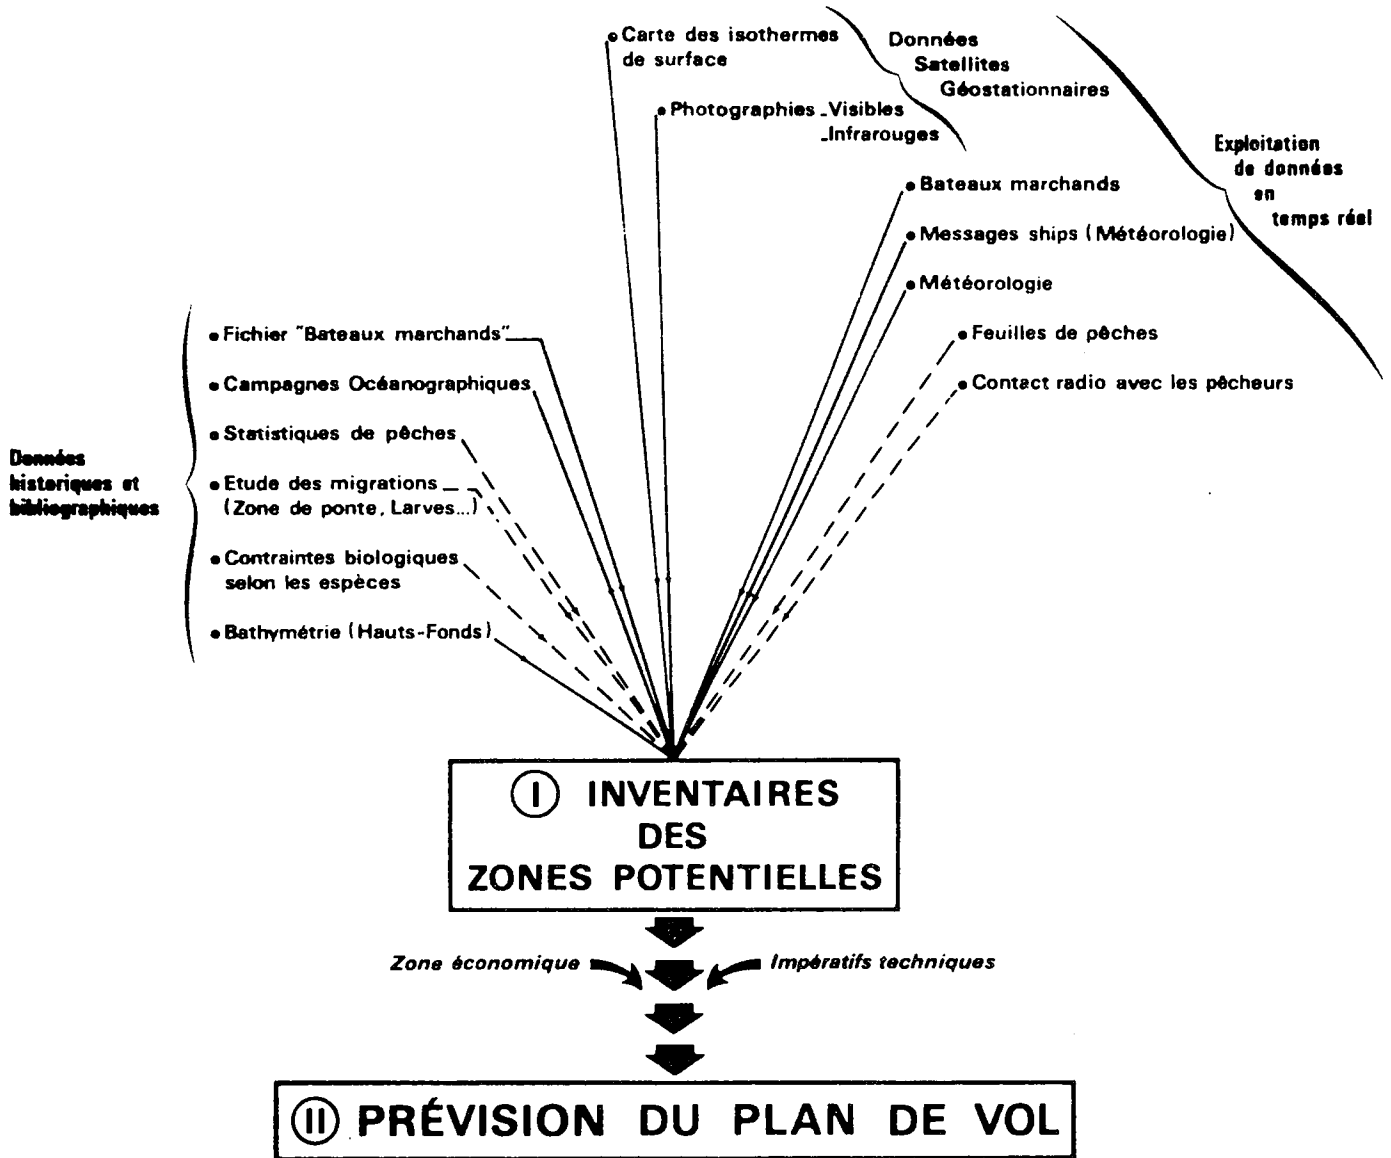 Carte des isothermes
de surface
Données
Satellites
Géostationnaires
Photographies -Visibles
-Infrarouges
Exploitation
de données
en
temps réel
Bateaux marchands
Messages ships (Météorologie)
Météorologie
Feuilles de pêches
Contact radio avec les pêcheurs
Données
historiques et
bibliographiques
Fichier "Bateaux marchands"
Campagnes Océanographiques
Statistiques de pêches
Etude des migrations
(Zone de ponte, Larves...)
Contraintes biologiques
selon les espèces
Bathymétrie (Hauts-Fonds)
I INVENTAIRES
DES
ZONES POTENTIELLES
Zone économique
Impératifs techniques
II PRÉVISION DU PLAN DE VOL